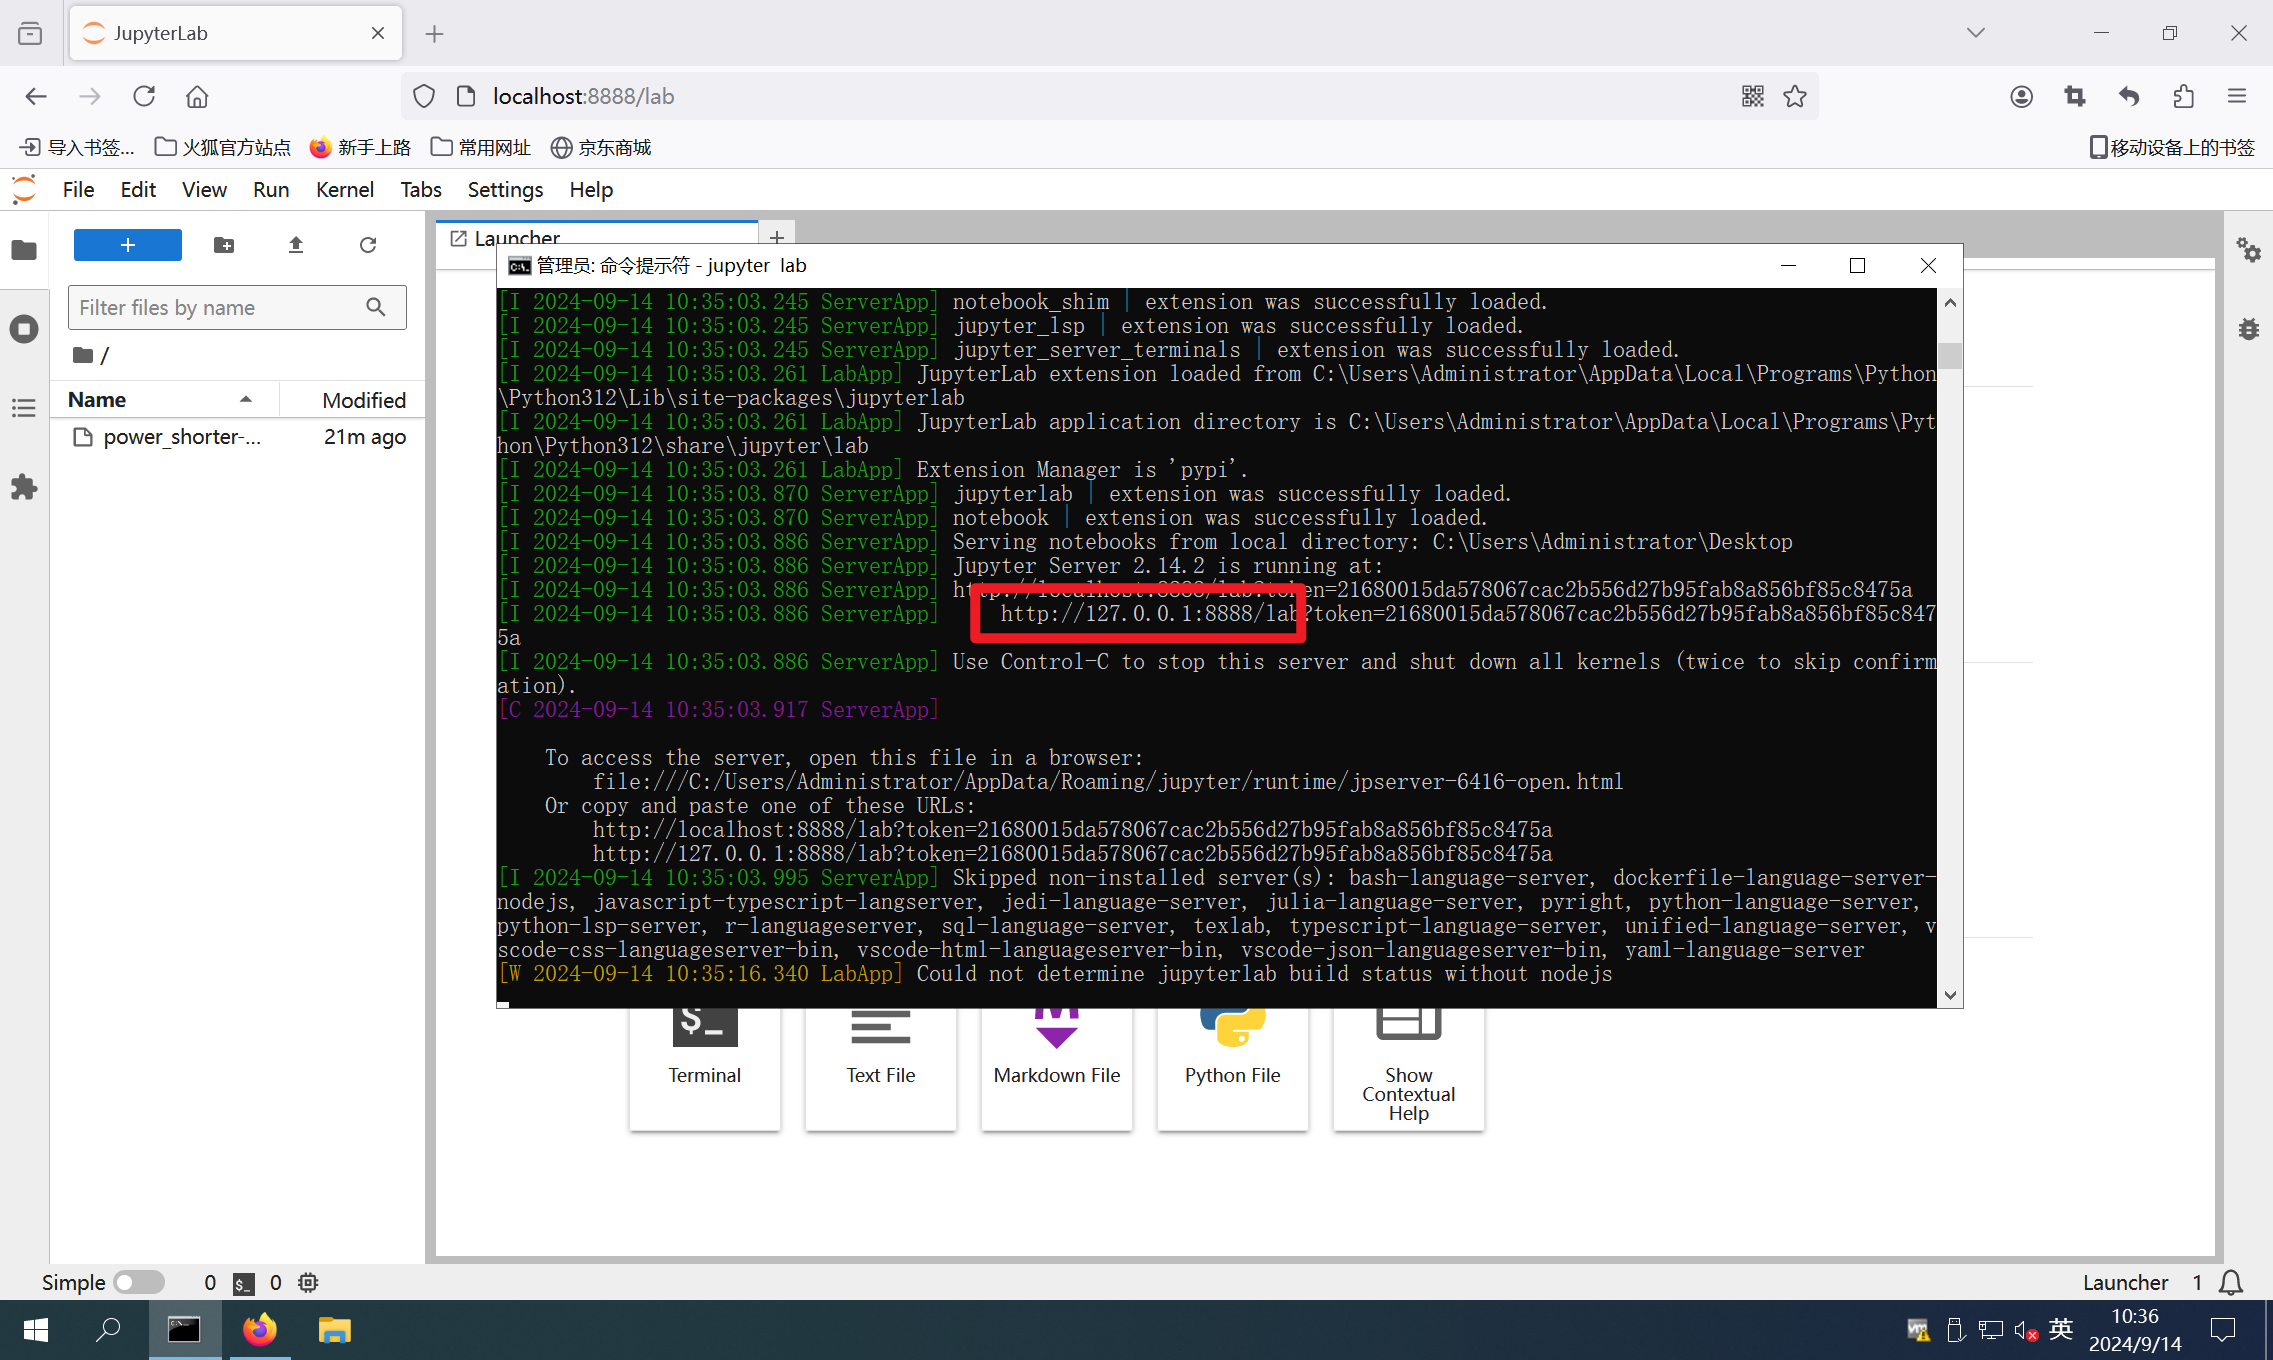 JupyterLab
localhost:8888/lab
导入书签...
火狐官方站点
新手上路
常用网址
京东商城
移动设备上的书签
File Edit View Run Kernel Tabs Settings Help
Launcher
Filter files by name
/
Name Modified
power_shorter-... 21m ago
管理员: 命令提示符 - jupyter lab
[I 2024-09-14 10:35:03.245 ServerApp] notebook_shim | extension was successfully loaded.
[I 2024-09-14 10:35:03.245 ServerApp] jupyter_lsp | extension was successfully loaded.
[I 2024-09-14 10:35:03.245 ServerApp] jupyter_server_terminals | extension was successfully loaded.
[I 2024-09-14 10:35:03.261 LabApp] JupyterLab extension loaded from C:\Users\Administrator\AppData\Local\Programs\Python
\Python312\Lib\site-packages\jupyterlab
[I 2024-09-14 10:35:03.261 LabApp] JupyterLab application directory is C:\Users\Administrator\AppData\Local\Programs\Pyt
hon\Python312\share\jupyter\lab
[I 2024-09-14 10:35:03.261 LabApp] Extension Manager is 'pypi'.
[I 2024-09-14 10:35:03.870 ServerApp] jupyterlab | extension was successfully loaded.
[I 2024-09-14 10:35:03.870 ServerApp] notebook | extension was successfully loaded.
[I 2024-09-14 10:35:03.886 ServerApp] Serving notebooks from local directory: C:\Users\Administrator\Desktop
[I 2024-09-14 10:35:03.886 ServerApp] Jupyter Server 2.14.2 is running at:
[I 2024-09-14 10:35:03.886 ServerApp] http://localhost:8888/lab?token=21680015da578067cac2b556d27b95fab8a856bf85c8475a
[I 2024-09-14 10:35:03.886 ServerApp] http://127.0.0.1:8888/lab?token=21680015da578067cac2b556d27b95fab8a856bf85c847
5a
[I 2024-09-14 10:35:03.886 ServerApp] Use Control-C to stop this server and shut down all kernels (twice to skip confirm
ation).
[C 2024-09-14 10:35:03.917 ServerApp]
To access the server, open this file in a browser:
file:///C:/Users/Administrator/AppData/Roaming/jupyter/runtime/jpserver-6416-open.html
Or copy and paste one of these URLs:
http://localhost:8888/lab?token=21680015da578067cac2b556d27b95fab8a856bf85c8475a
http://127.0.0.1:8888/lab?token=21680015da578067cac2b556d27b95fab8a856bf85c8475a
[I 2024-09-14 10:35:03.995 ServerApp] Skipped non-installed server(s): bash-language-server, dockerfile-language-server-
nodejs, javascript-typescript-langserver, jedi-language-server, julia-language-server, pyright, python-language-server,
python-lsp-server, r-languageserver, sql-language-server, texlab, typescript-language-server, unified-language-server, v
scode-css-languageserver-bin, vscode-html-languageserver-bin, vscode-json-languageserver-bin, yaml-language-server
[W 2024-09-14 10:35:16.340 LabApp] Could not determine jupyterlab build status without nodejs
$_
Terminal
Text File
Markdown File
Python File
Show
Contextual
Help
Simple 0 $_ 0
Launcher 1
英
10:36
2024/9/14